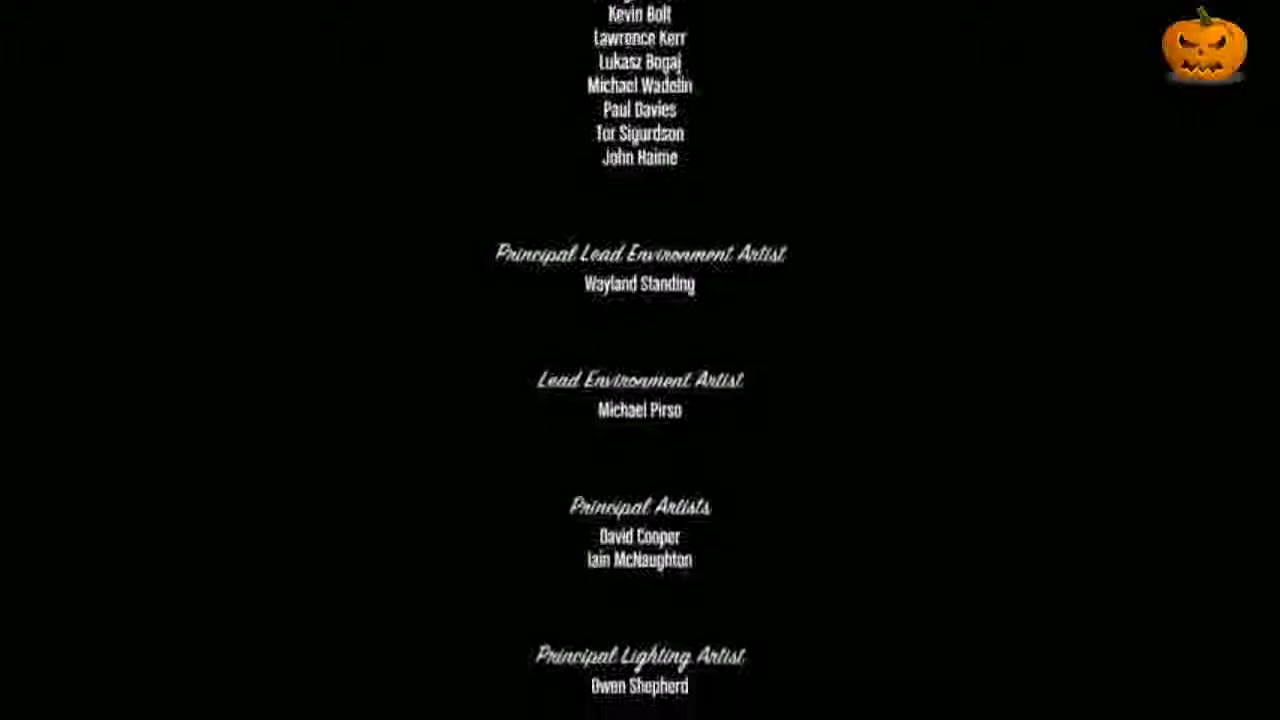 Kevin Bolt
Lawrence Kerr
Lukasz Bogaj
Michael Wadelin
Paul Davies
Tor Sigurdson
John Haime
Principal Lead Environment Artist
Wayland Standing
Lead Environment Artist
Michael Pirso
Principal Artists
David Cooper
Iain McNaughton
Principal Lighting Artist
Owen Shepherd